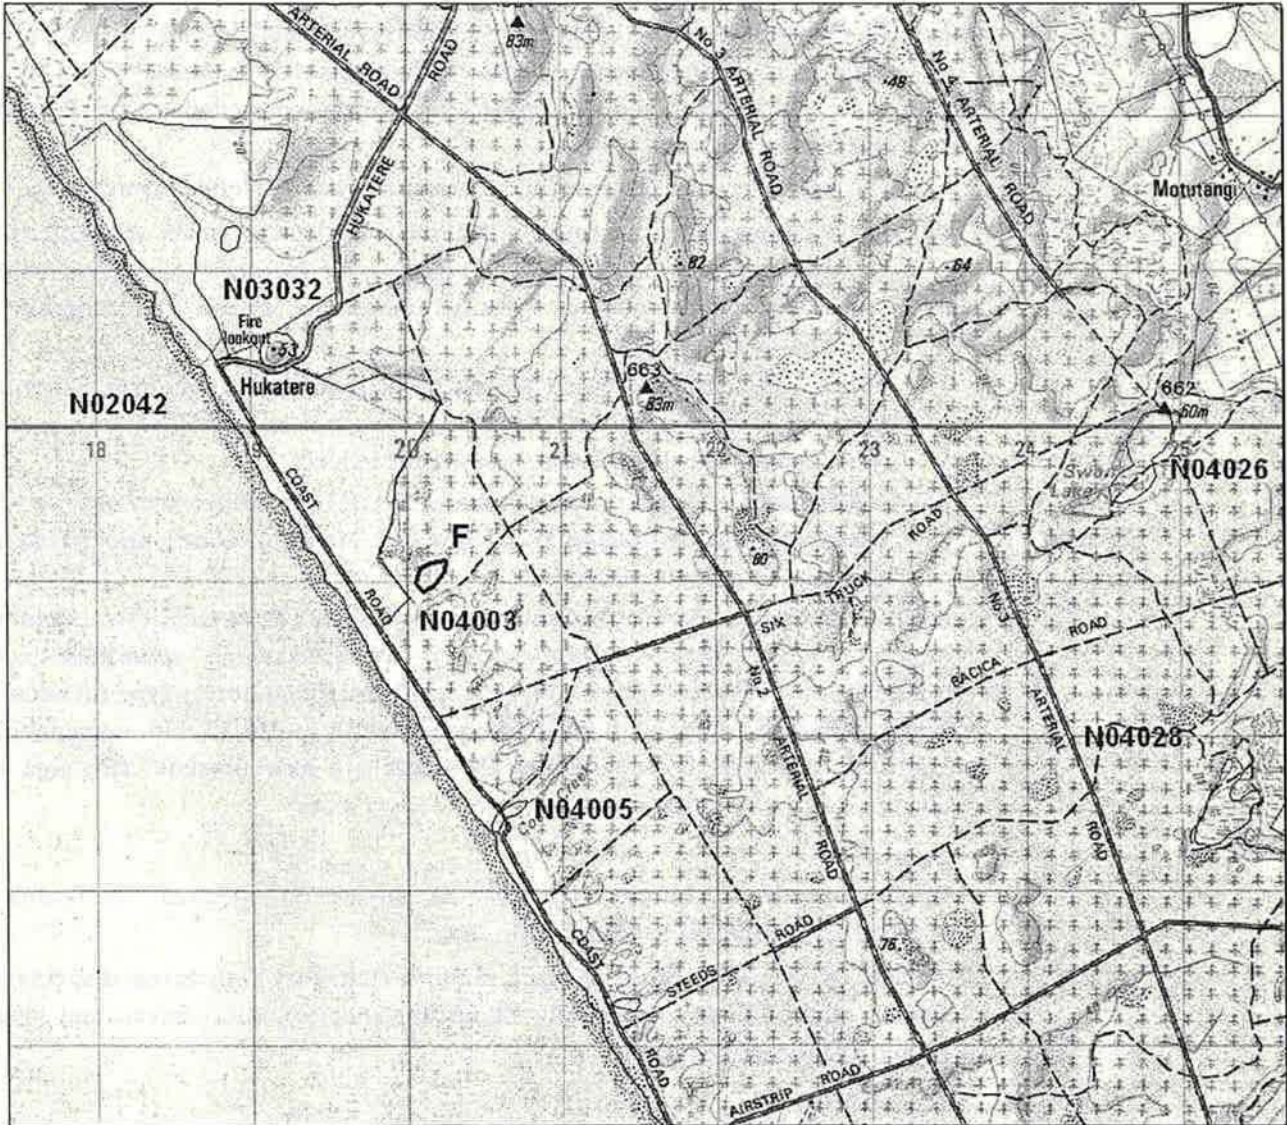 ARTERIAL ROAD
ROAD
83m
No 3 ARTERIAL ROAD
No 4 ARTERIAL ROAD
48
Motutangi
HUKATERE
82
64
N03032
Fire
lookout
53
Hukatere
663
83m
662
60m
N02042
18
19
20
21
22
23
24
25
COAST ROAD
Swan
Lake
N04026
F
80
N04003
SIX TRUCK ROAD
No 3 ARTERIAL ROAD
BACICA ROAD
No 2 ARTERIAL ROAD
N04028
N04005
COAST ROAD
STEEDS ROAD
76
AIRSTRIP ROAD